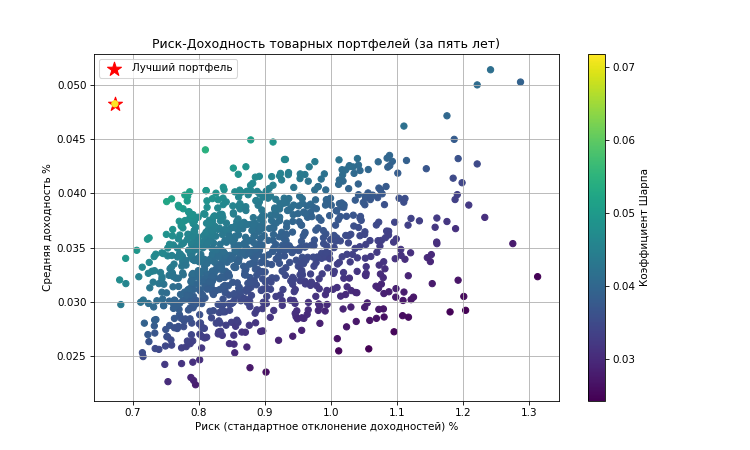 Риск-Доходность товарных портфелей (за пять лет)
Лучший портфель
Средняя доходность %
0.050
0.045
0.040
0.035
0.030
0.025
0.7 0.8 0.9 1.0 1.1 1.2 1.3
Риск (стандартное отклонение доходностей) %
0.07
0.06
0.05
0.04
0.03
Коэффициент Шарпа